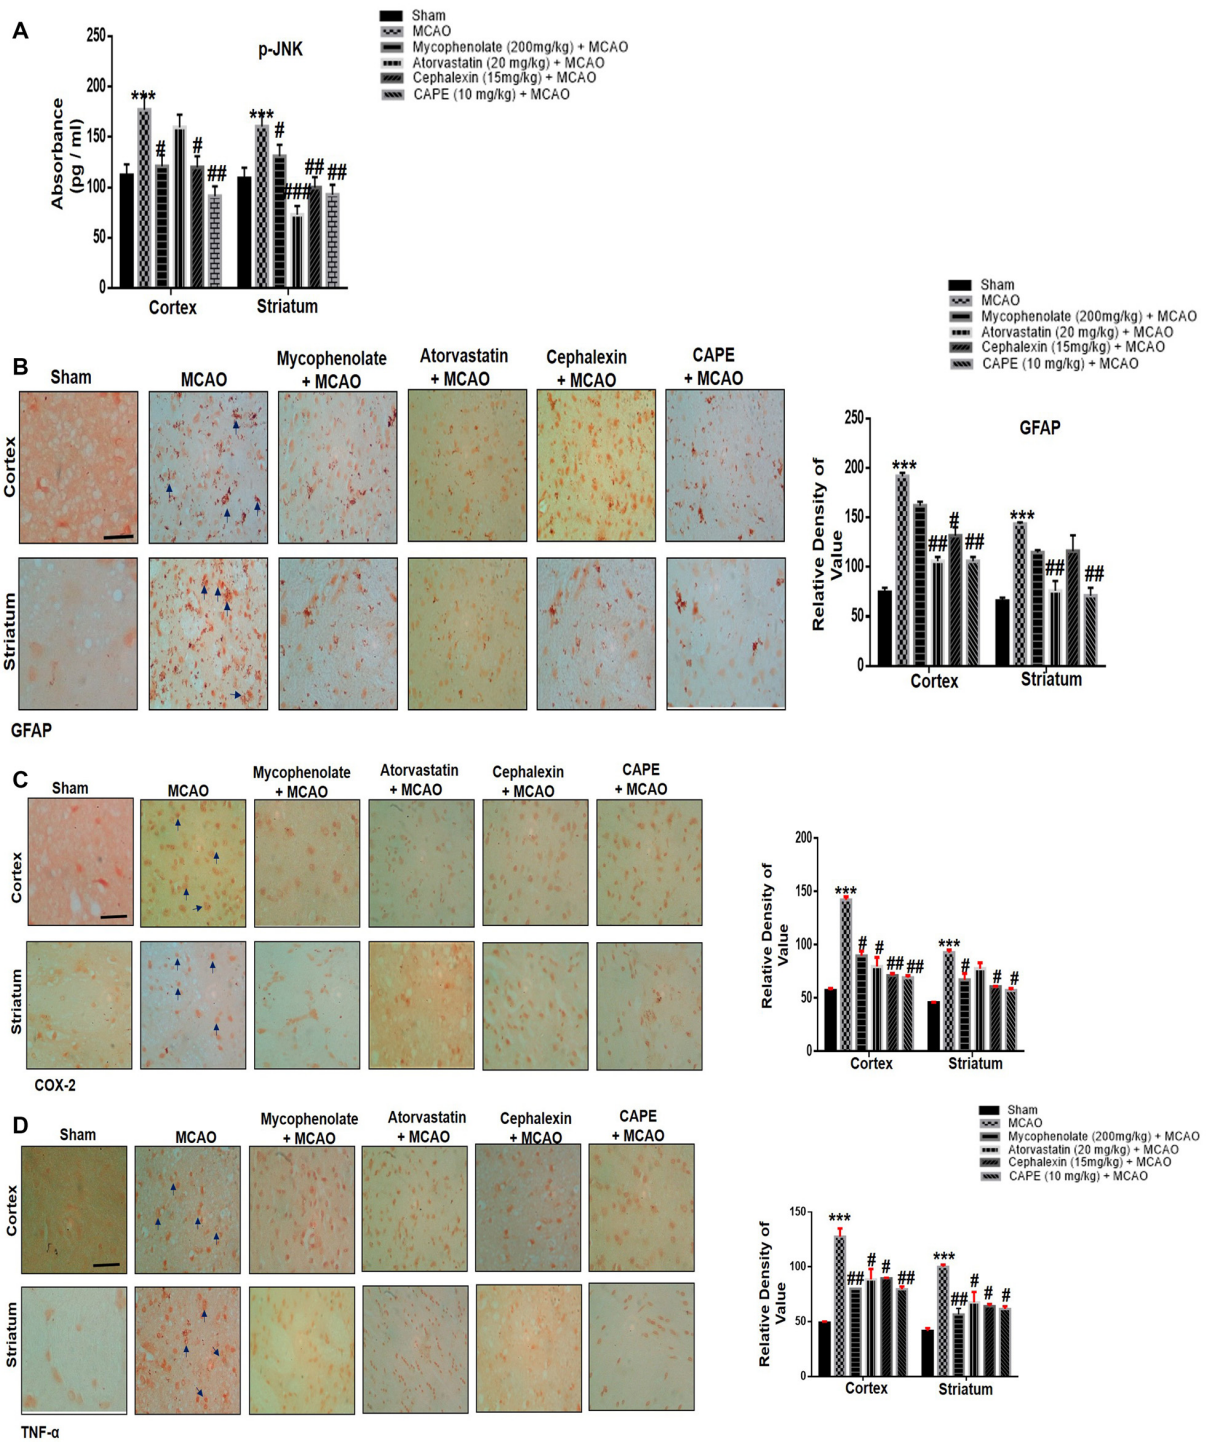 A
p-JNK
Sham
MCAO
Mycophenolate (200mg/kg) + MCAO
Atorvastatin (20 mg/kg) + MCAO
Cephalexin (15mg/kg) + MCAO
CAPE (10 mg/kg) + MCAO
Absorbance
(pg / ml)
250
200
150
100
50
0
*** # # ##
*** # ### ## ##
Cortex Striatum
Sham
MCAO
Mycophenolate (200mg/kg) + MCAO
Atorvastatin (20 mg/kg) + MCAO
Cephalexin (15mg/kg) + MCAO
CAPE (10 mg/kg) + MCAO
B
Sham
MCAO
Mycophenolate
+ MCAO
Atorvastatin
+ MCAO
Cephalexin
+ MCAO
CAPE
+ MCAO
Cortex
Striatum
GFAP
GFAP
Relative Density of
Value
250
200
150
100
50
0
*** ## # ##
*** ## ##
Cortex Striatum
C
Sham
MCAO
Mycophenolate
+ MCAO
Atorvastatin
+ MCAO
Cephalexin
+ MCAO
CAPE
+ MCAO
Cortex
Striatum
COX-2
Relative Density of
Value
200
150
100
50
0
*** # # ## ##
*** # # #
Cortex Striatum
D
Sham
MCAO
Mycophenolate
+ MCAO
Atorvastatin
+ MCAO
Cephalexin
+ MCAO
CAPE
+ MCAO
Cortex
Striatum
TNF-α
Sham
MCAO
Mycophenolate (200mg/kg) + MCAO
Atorvastatin (20 mg/kg) + MCAO
Cephalexin (15mg/kg) + MCAO
CAPE (10 mg/kg) + MCAO
Relative Density of
Value
150
100
50
0
*** ## # # ##
*** ## # # #
Cortex Striatum